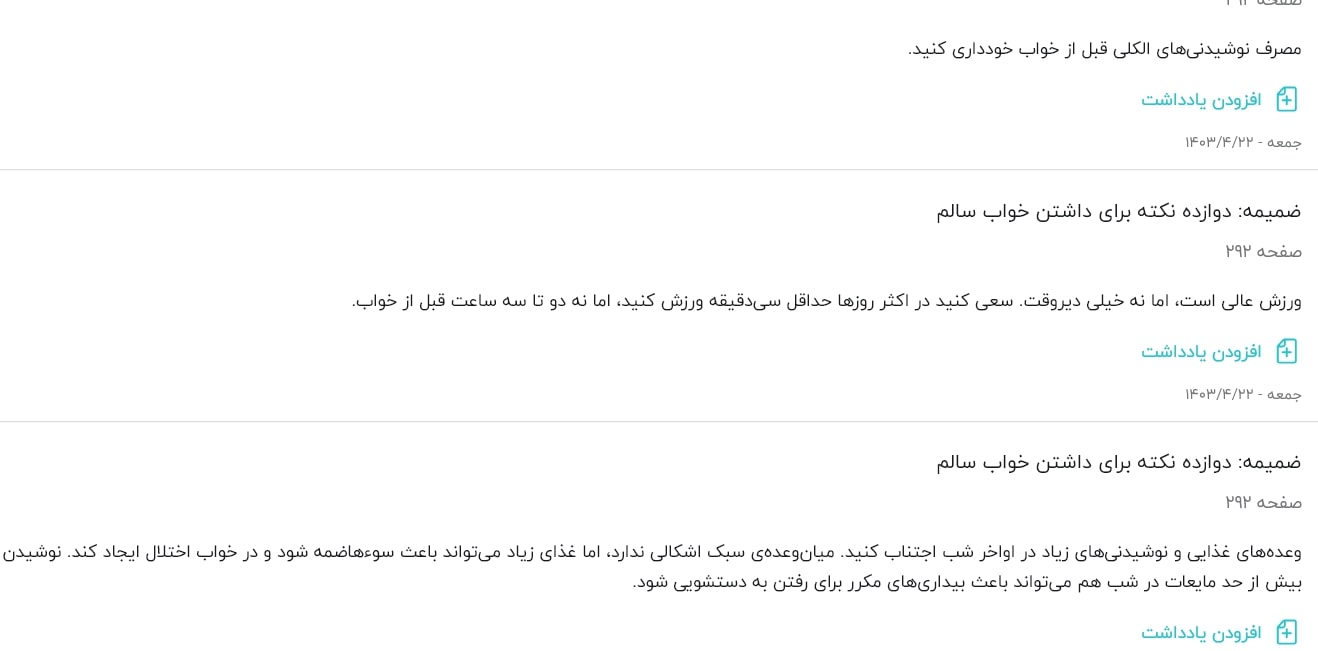 صفحه ۲۹۲
مصرف نوشیدنی‌های الکلی قبل از خواب خودداری کنید.
افزودن یادداشت
جمعه - ۱۴۰۳/۴/۲۲
ضمیمه: دوازده نکته برای داشتن خواب سالم
صفحه ۲۹۲
ورزش عالی است، اما نه خیلی دیروقت. سعی کنید در اکثر روزها حداقل سی‌دقیقه ورزش کنید، اما نه دو تا سه ساعت قبل از خواب.
افزودن یادداشت
جمعه - ۱۴۰۳/۴/۲۲
ضمیمه: دوازده نکته برای داشتن خواب سالم
صفحه ۲۹۲
وعده‌های غذایی و نوشیدنی‌های زیاد در اواخر شب اجتناب کنید. میان‌وعده‌ی سبک اشکالی ندارد، اما غذای زیاد می‌تواند باعث سوءهاضمه شود و در خواب اختلال ایجاد کند. نوشیدن
بیش از حد مایعات در شب هم می‌تواند باعث بیداری‌های مکرر برای رفتن به دستشویی شود.
افزودن یادداشت